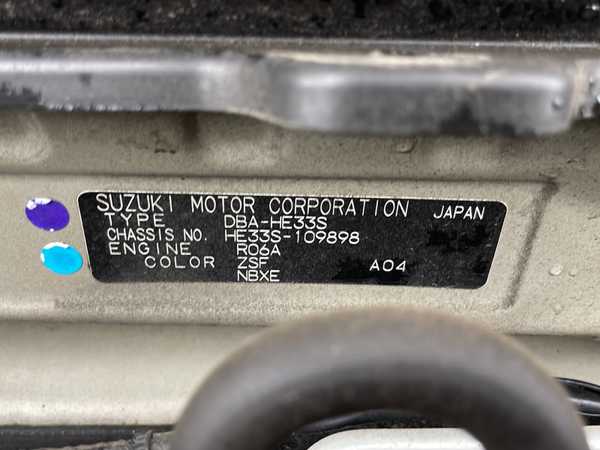 SUZUKI MOTOR CORPORATION JAPAN
TYPE DBA-HE33S
CHASSIS NO. HE33S-109898
ENGINE R06A
COLOR ZSF A04
NBXE